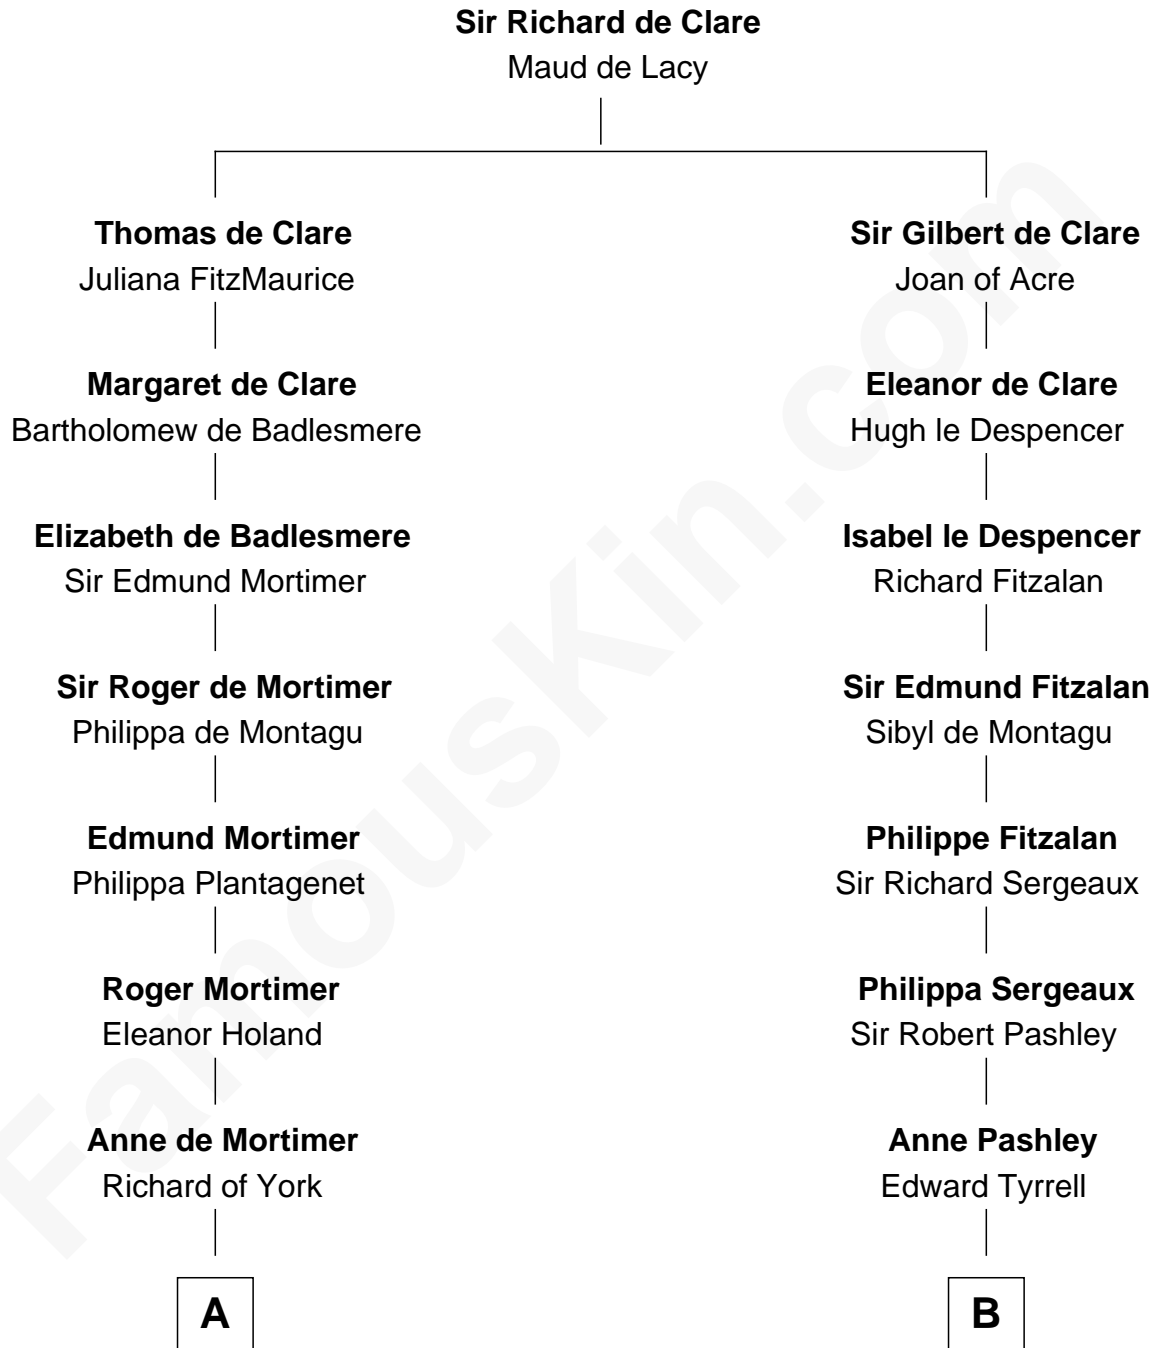 Sir Richard de Clare
Maud de Lacy
Thomas de Clare
Juliana FitzMaurice
Margaret de Clare
Bartholomew de Badlesmere
Elizabeth de Badlesmere
Sir Edmund Mortimer
Sir Roger de Mortimer
Philippa de Montagu
Edmund Mortimer
Philippa Plantagenet
Roger Mortimer
Eleanor Holand
Anne de Mortimer
Richard of York
A
Sir Gilbert de Clare
Joan of Acre
Eleanor de Clare
Hugh le Despencer
Isabel le Despencer
Richard Fitzalan
Sir Edmund Fitzalan
Sibyl de Montagu
Philippe Fitzalan
Sir Richard Sergeaux
Philippa Sergeaux
Sir Robert Pashley
Anne Pashley
Edward Tyrrell
B
FamousKin.com